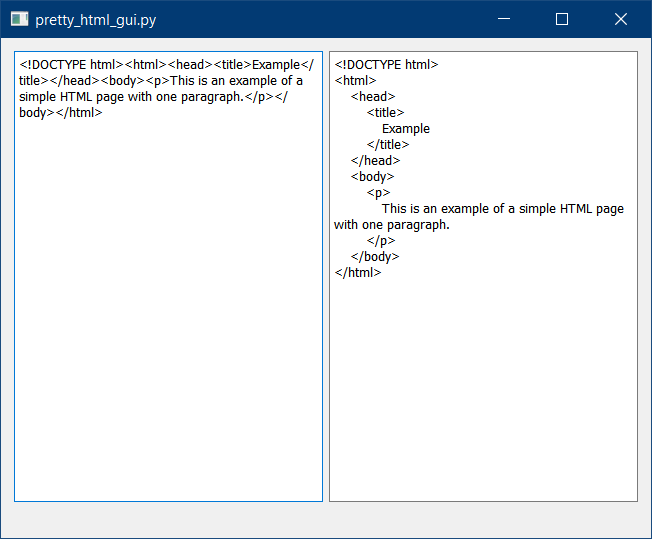 pretty_html_gui.py
<!DOCTYPE html><html><head><title>Example</
title></head><body><p>This is an example of a
simple HTML page with one paragraph.</p></
body></html>
<!DOCTYPE html>
<html>
<head>
<title>
Example
</title>
</head>
<body>
<p>
This is an example of a simple HTML page
with one paragraph.
</p>
</body>
</html>